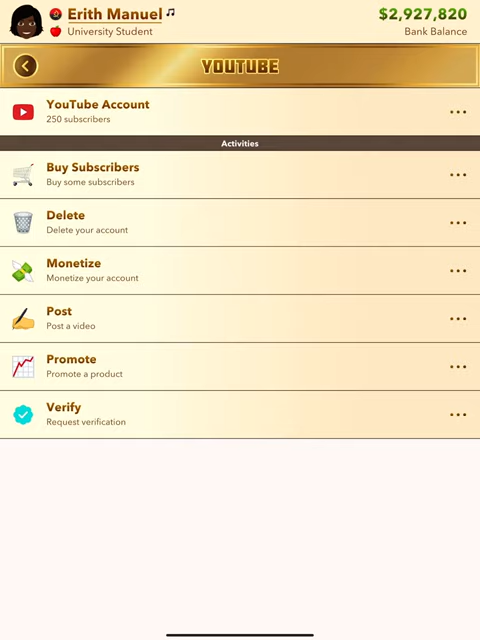 Erith Manuel
$2,927,820
University Student
Bank Balance
YOUTUBE
YouTube Account
250 subscribers
Activities
Buy Subscribers
Buy some subscribers
Delete
Delete your account
Monetize
Monetize your account
Post
Post a video
Promote
Promote a product
Verify
Request verification